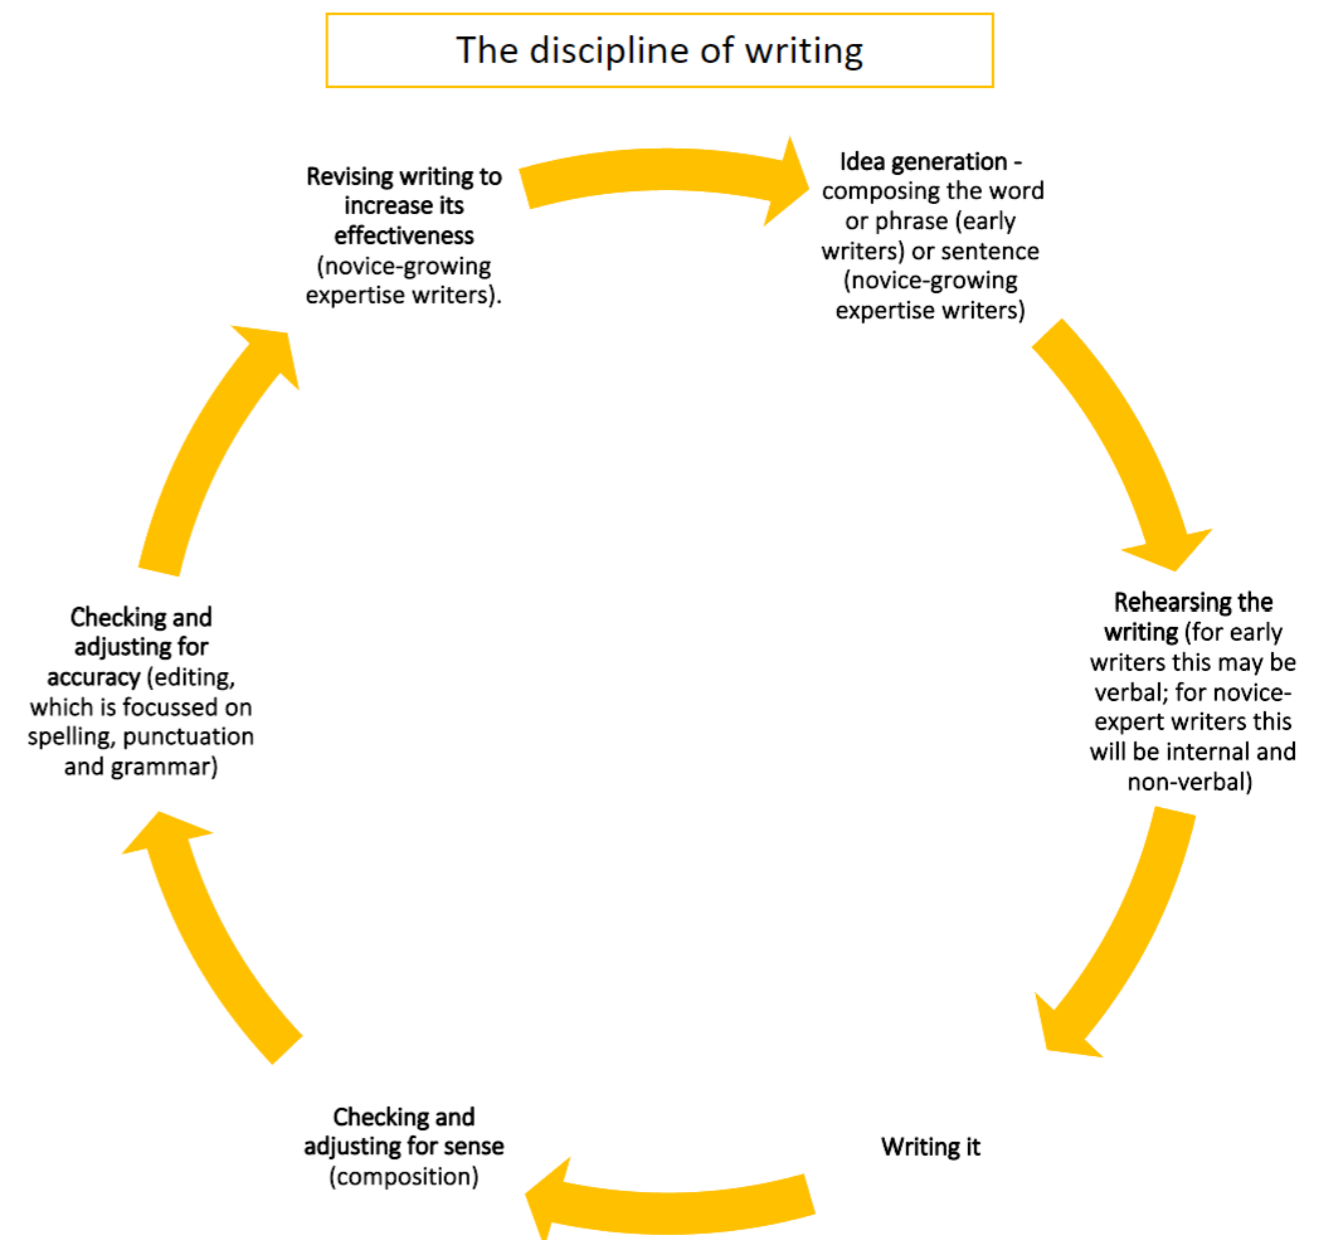 The discipline of writing
Idea generation -
composing the word
or phrase (early
writers) or sentence
(novice-growing
expertise writers)
Rehearsing the
writing (for early
writers this may be
verbal; for novice-
expert writers this
will be internal and
non-verbal)
Writing it
Checking and
adjusting for sense
(composition)
Checking and
adjusting for
accuracy (editing,
which is focussed on
spelling, punctuation
and grammar)
Revising writing to
increase its
effectiveness
(novice-growing
expertise writers).